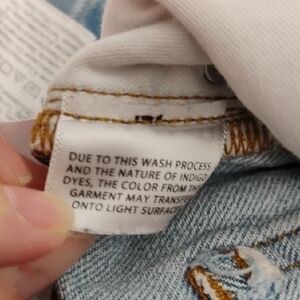 DUE TO THIS WASH PROCESS
AND THE NATURE OF INDIGO
DYES, THE COLOR FROM THE
GARMENT MAY TRANSFER
ONTO LIGHT SURFACE